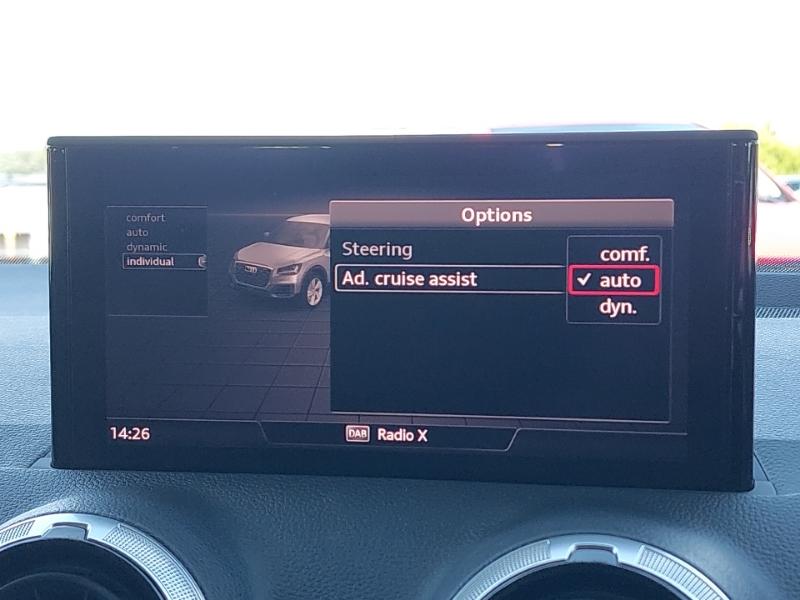 Options
comfort
auto
dynamic
individual
Steering
Ad. cruise assist
comf.
✓ auto
dyn.
14:26
DAB Radio X